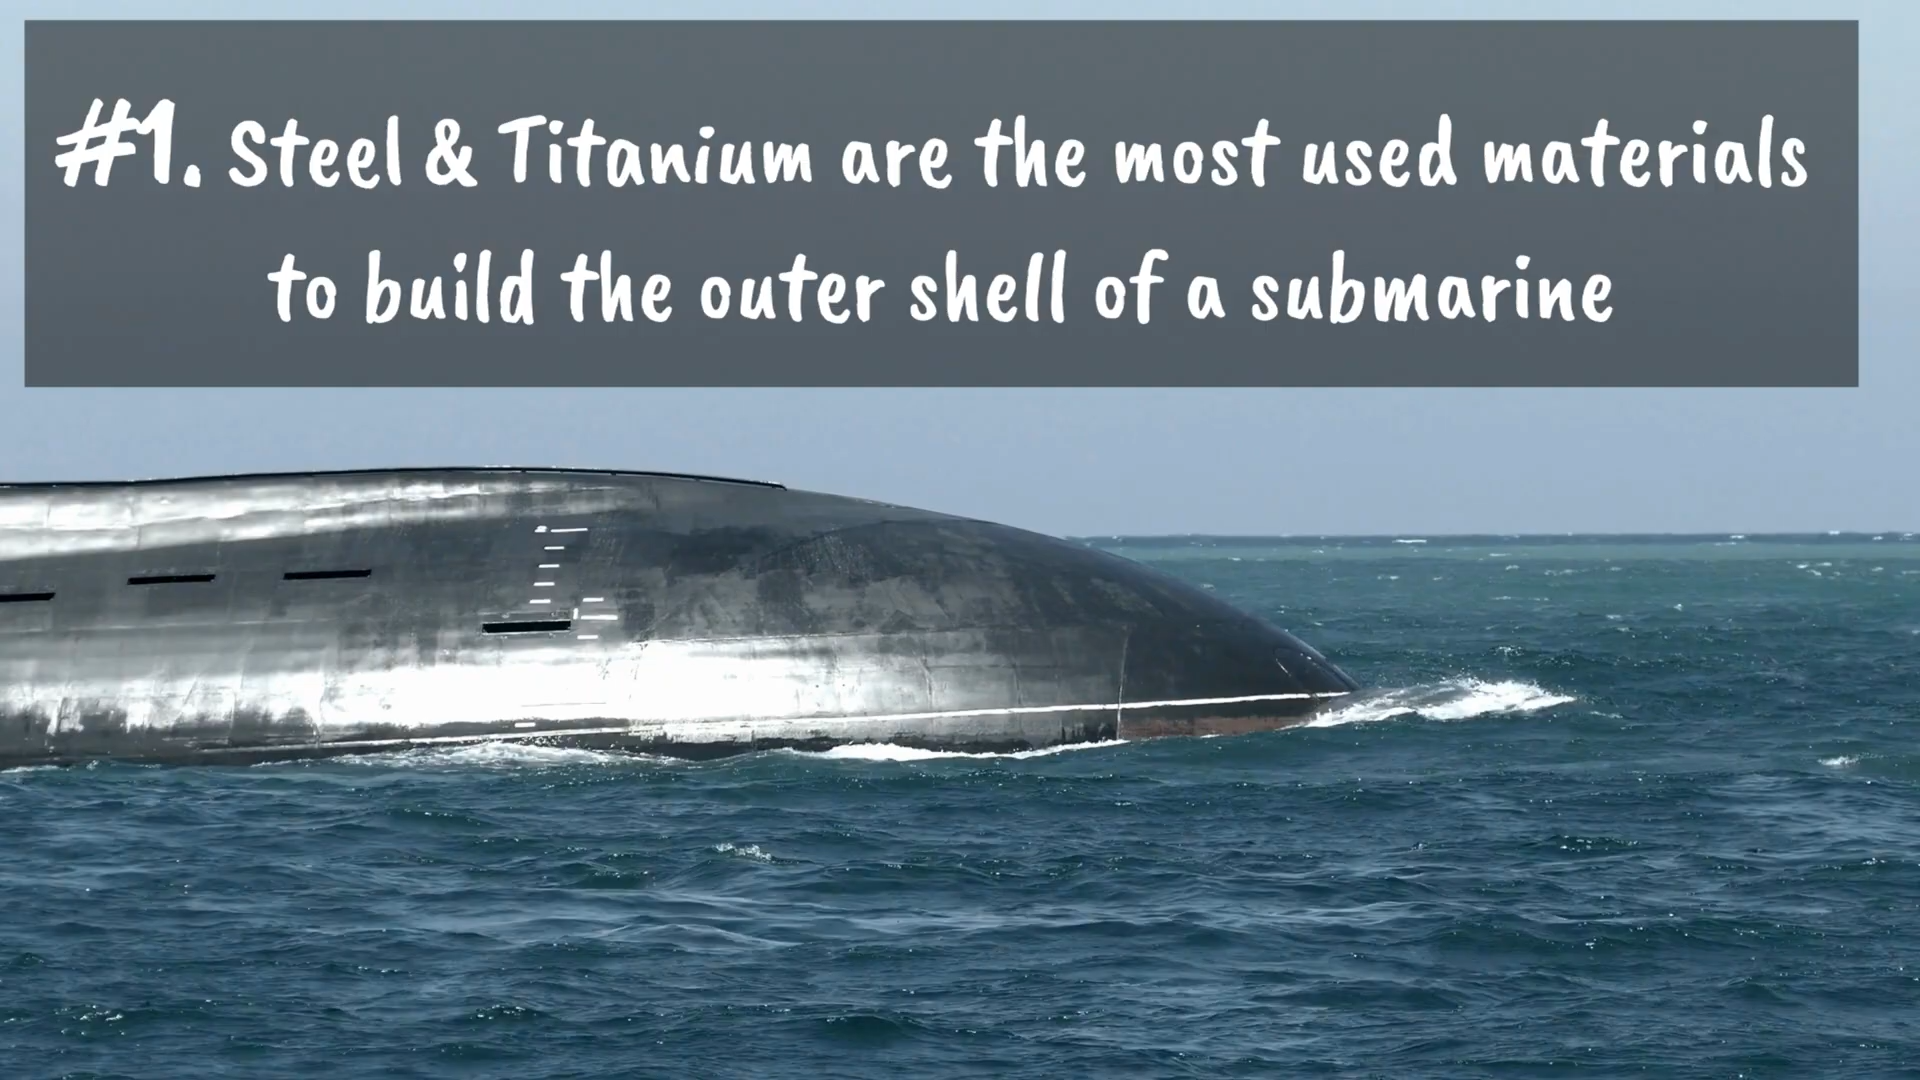 #1. Steel & Titanium are the most used materials
to build the outer shell of a submarine